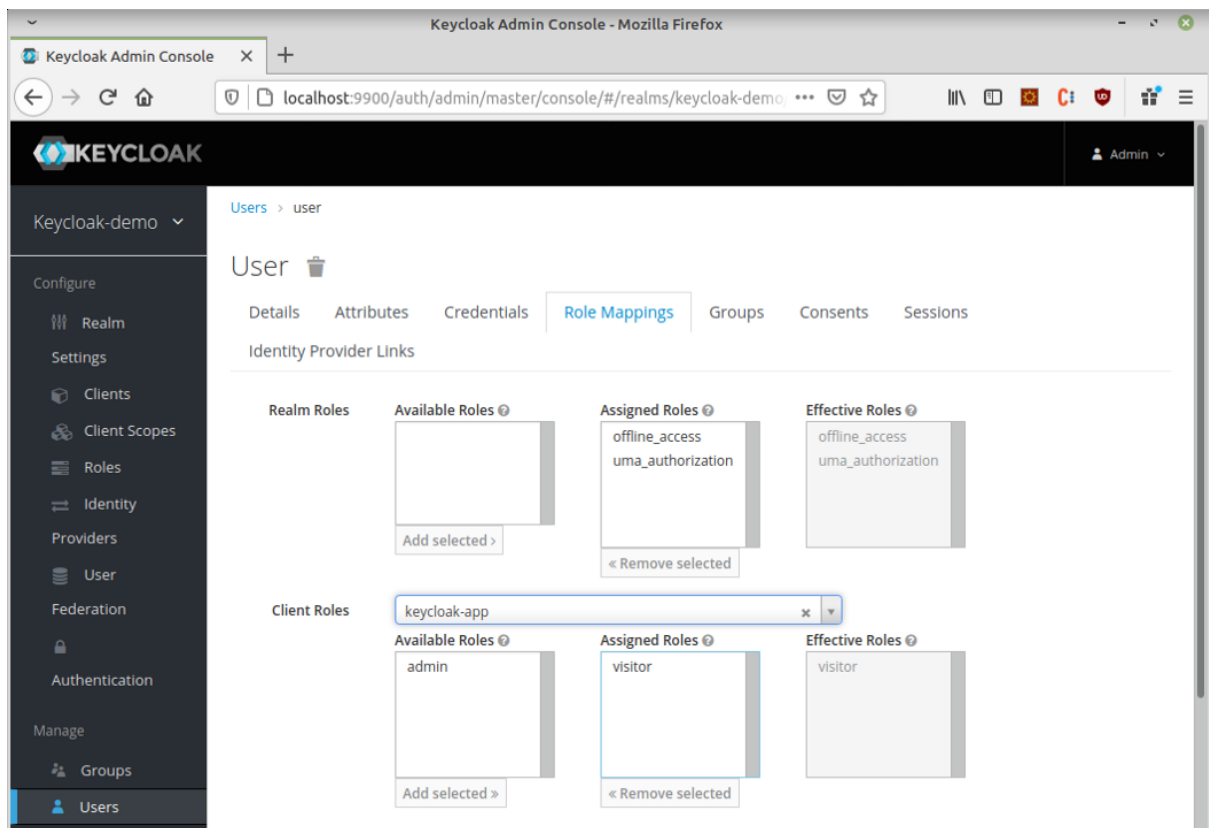 Keycloak Admin Console - Mozilla Firefox
Keycloak Admin Console
localhost:9900/auth/admin/master/console/#/realms/keycloak-demo
KEYCLOAK
Admin
Keycloak-demo
Users > user
User
Configure
Realm
Settings
Clients
Client Scopes
Roles
Identity
Providers
User
Federation
Authentication
Manage
Groups
Users
Details Attributes Credentials Role Mappings Groups Consents Sessions
Identity Provider Links
Realm Roles Available Roles Assigned Roles Effective Roles
offline_access offline_access
uma_authorization uma_authorization
Add selected >
« Remove selected
Client Roles keycloak-app
Available Roles Assigned Roles Effective Roles
admin visitor visitor
Add selected » « Remove selected